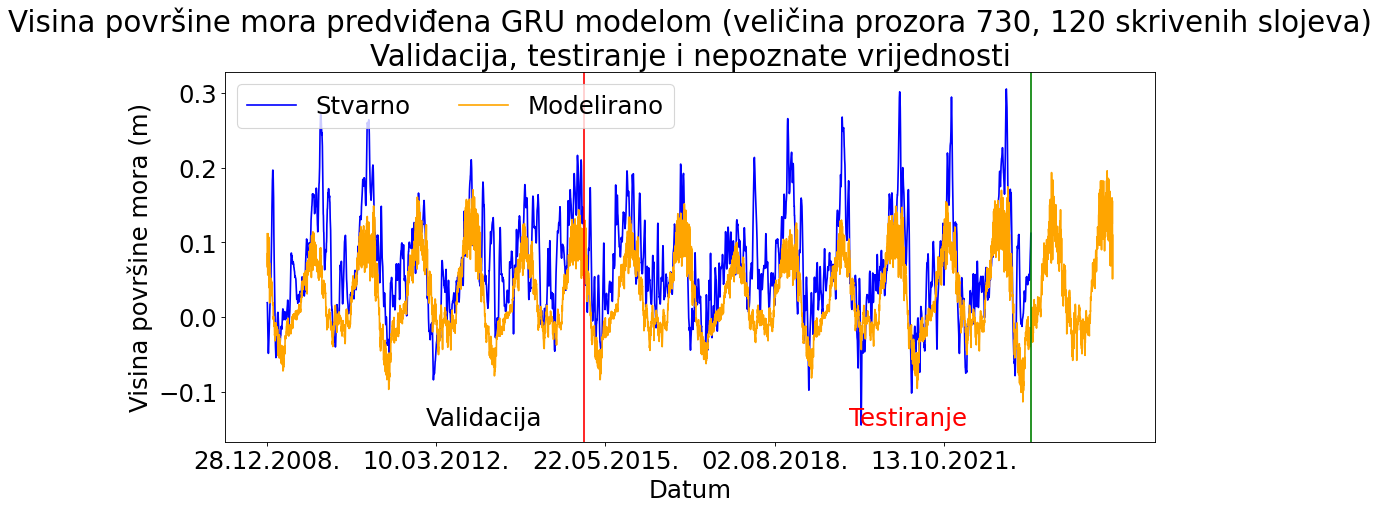 Visina površine mora predviđena GRU modelom (veličina prozora 730, 120 skrivenih slojeva)
Validacija, testiranje i nepoznate vrijednosti
Stvarno
Modelirano
Visina površine mora (m)
0.3
0.2
0.1
0.0
−0.1
Validacija
Testiranje
28.12.2008.
10.03.2012.
22.05.2015.
02.08.2018.
13.10.2021.
Datum